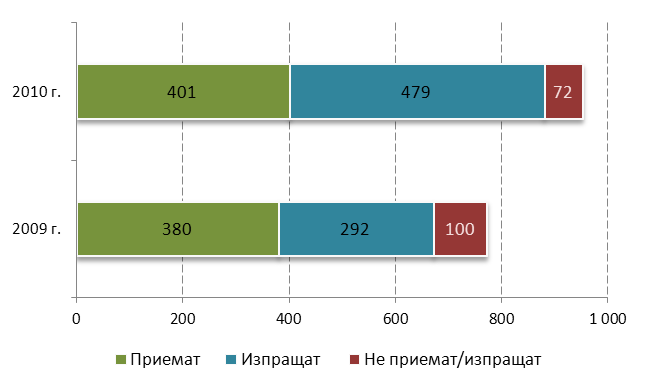 2010 г.
401 479 72
2009 г.
380 292 100
0 200 400 600 800 1 000
Приемат Изпращат Не приемат/изпращат